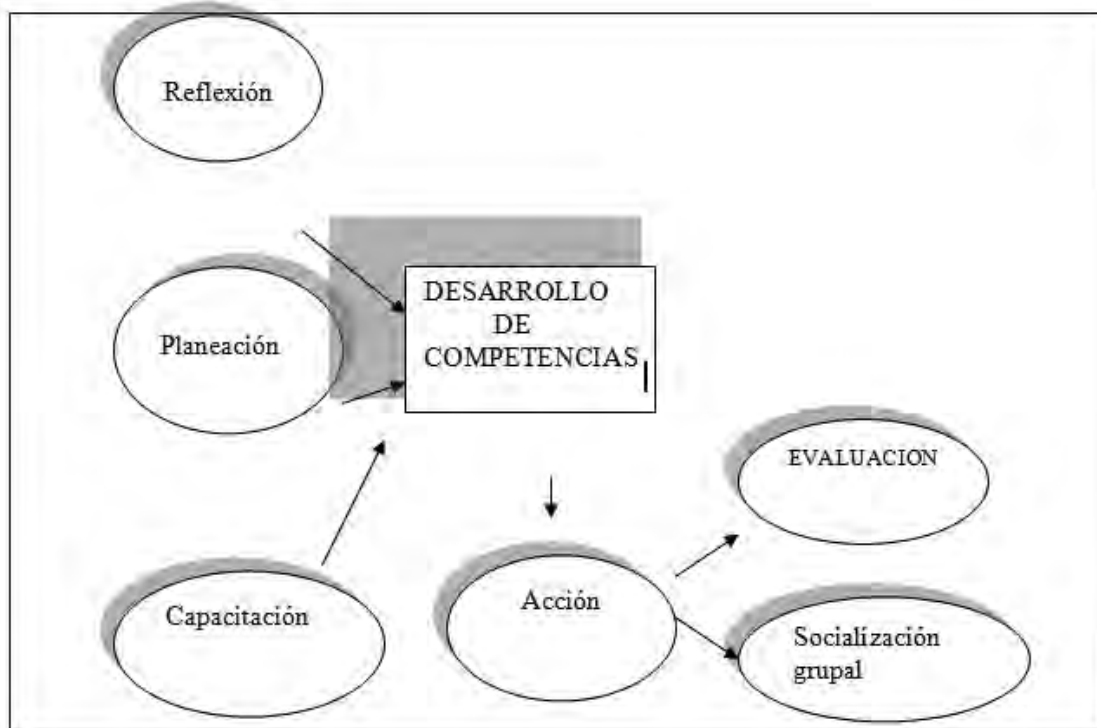 Reflexión
DESARROLLO
DE
COMPETENCIAS
Planeación
EVALUACION
Capacitación
Acción
Socialización
grupal